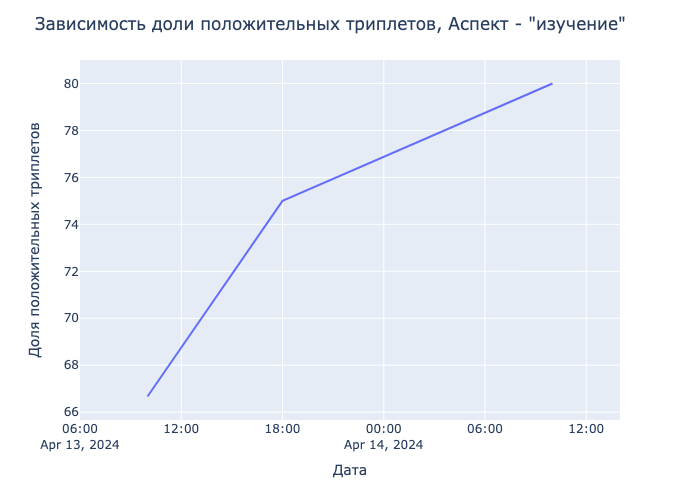 Зависимость доли положительных триплетов, Аспект - "изучение"
80
78
76
74
72
70
68
66
Доля положительных триплетов
06:00 12:00 18:00 00:00 06:00 12:00
Apr 13, 2024 Apr 14, 2024
Дата